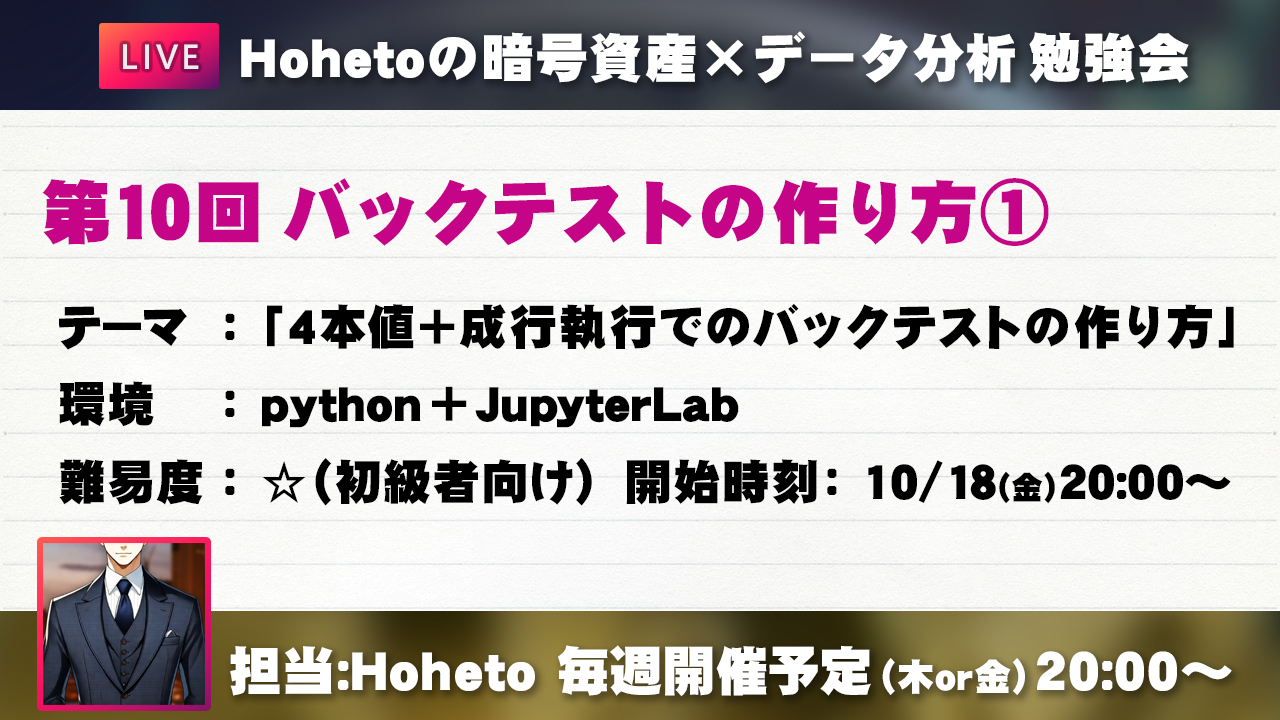 LIVE Hohetoの暗号資産×データ分析 勉強会
第10回 バックテストの作り方①
テーマ ：「4本値＋成行執行でのバックテストの作り方」
環境 ：python＋JupyterLab
難易度：☆(初級者向け) 開始時刻：10/18(金)20:00～
担当:Hoheto 毎週開催予定(木or金)20:00～